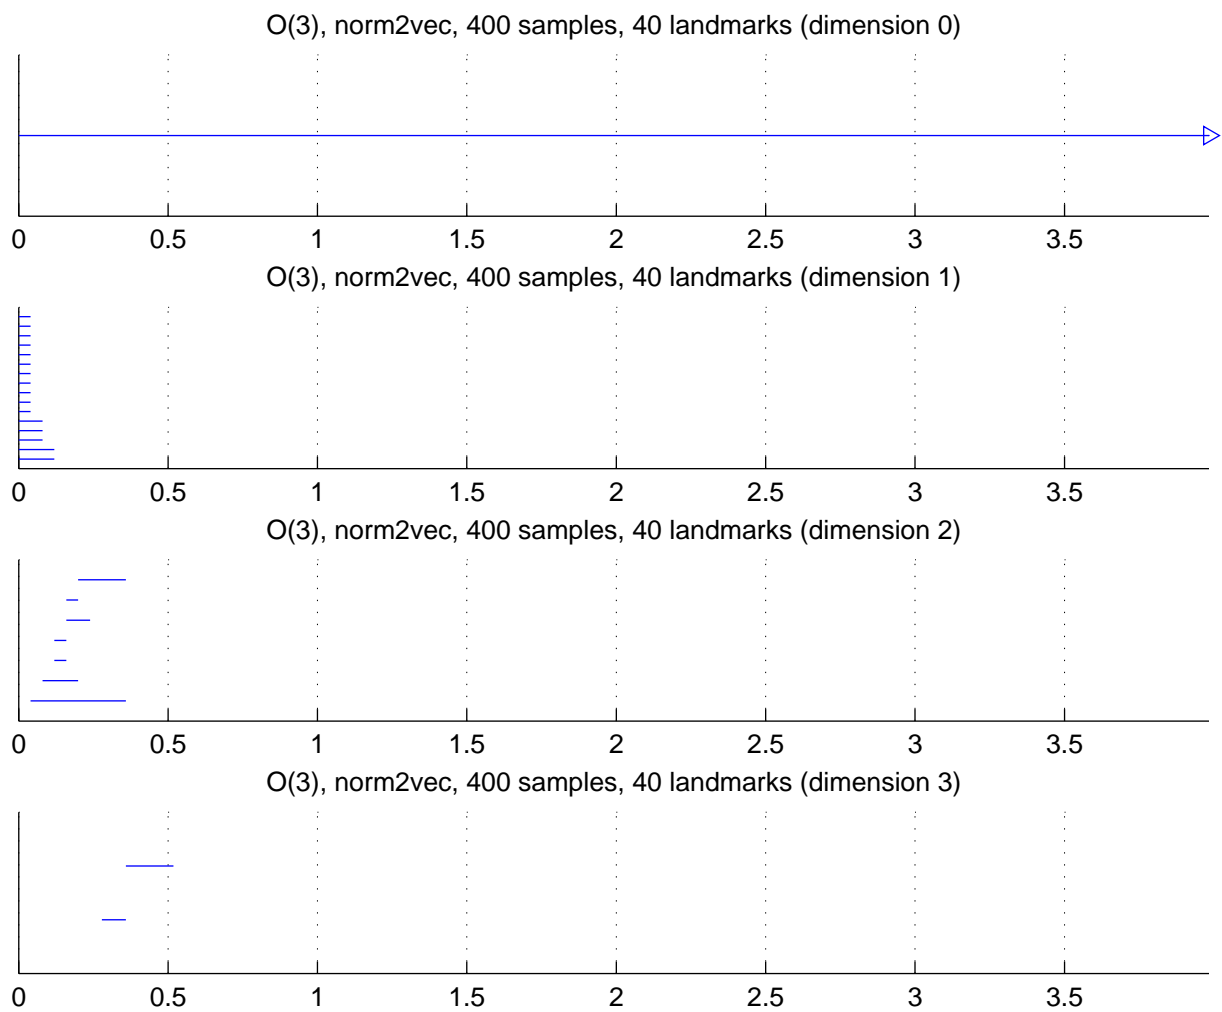 O(3), norm2vec, 400 samples, 40 landmarks (dimension 0)
0 0.5 1 1.5 2 2.5 3 3.5
O(3), norm2vec, 400 samples, 40 landmarks (dimension 1)
0 0.5 1 1.5 2 2.5 3 3.5
O(3), norm2vec, 400 samples, 40 landmarks (dimension 2)
0 0.5 1 1.5 2 2.5 3 3.5
O(3), norm2vec, 400 samples, 40 landmarks (dimension 3)
0 0.5 1 1.5 2 2.5 3 3.5